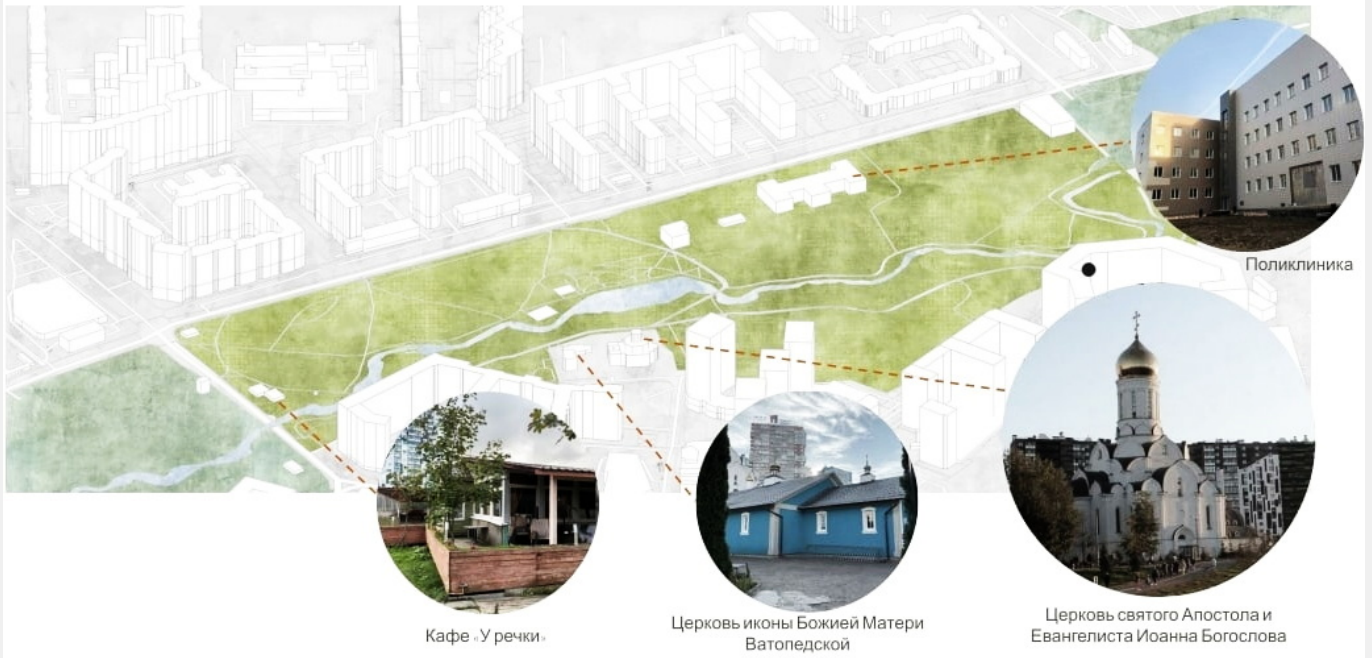 Поликлиника
Кафе «У речки»
Церковь иконы Божией Матери
Ватопедской
Церковь святого Апостола и
Евангелиста Иоанна Богослова